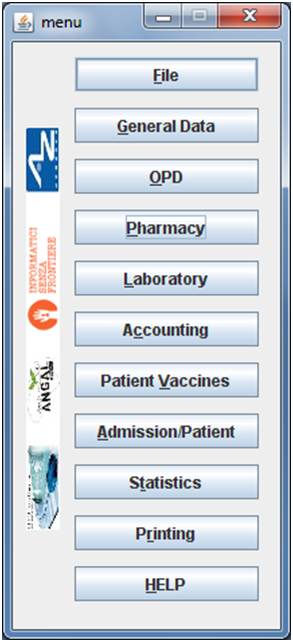 menu
File
General Data
OPD
Pharmacy
Laboratory
Accounting
Patient Vaccines
Admission/Patient
Statistics
Printing
HELP
INFORMATICI
SENZA
FRONTIERE
ANGAL